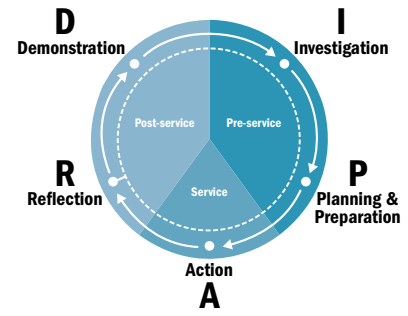 D
Demonstration
I
Investigation
Post-service
Pre-service
R
Reflection
Service
P
Planning &
Preparation
Action
A